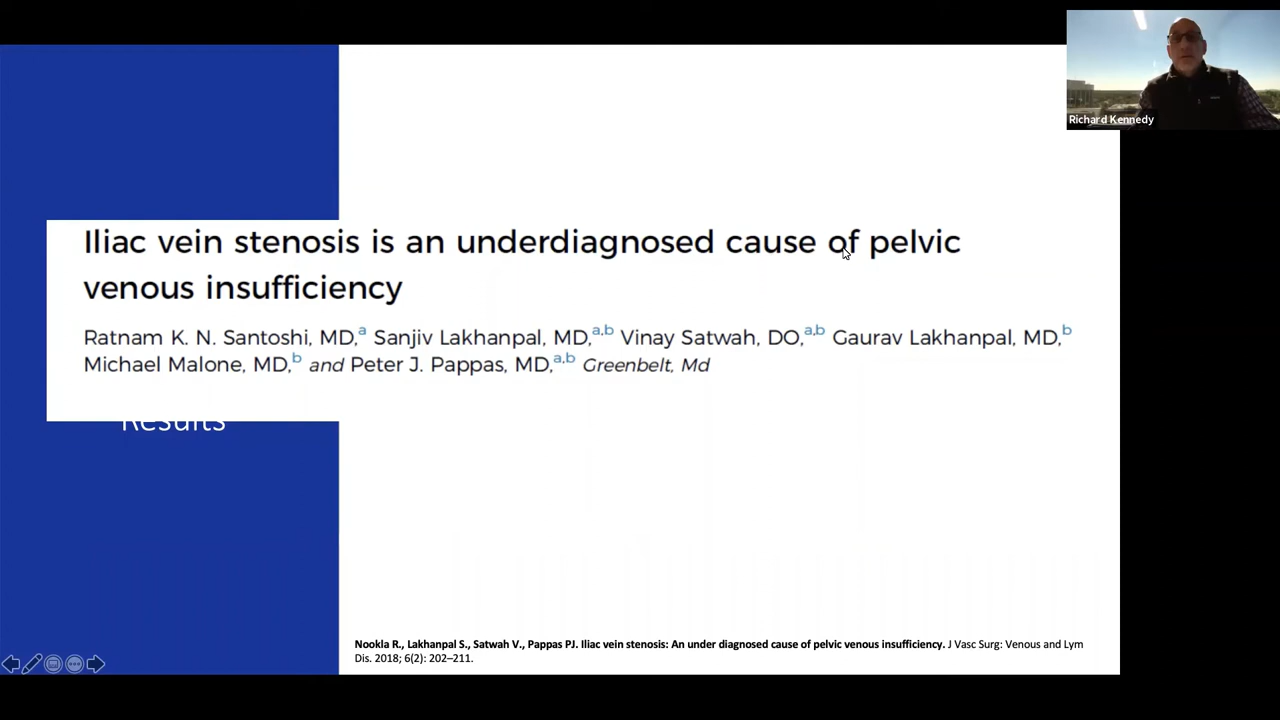 Richard Kennedy
Iliac vein stenosis is an underdiagnosed cause of pelvic
venous insufficiency
Ratnam K. N. Santoshi, MD,a Sanjiv Lakhanpal, MD,a,b Vinay Satwah, DO,a,b Gaurav Lakhanpal, MD,b
Michael Malone, MD,b and Peter J. Pappas, MD,a,b Greenbelt, Md
Results
Nookla R., Lakhanpal S., Satwah V., Pappas PJ. Iliac vein stenosis: An under diagnosed cause of pelvic venous insufficiency. J Vasc Surg: Venous and Lym
Dis. 2018; 6(2): 202–211.